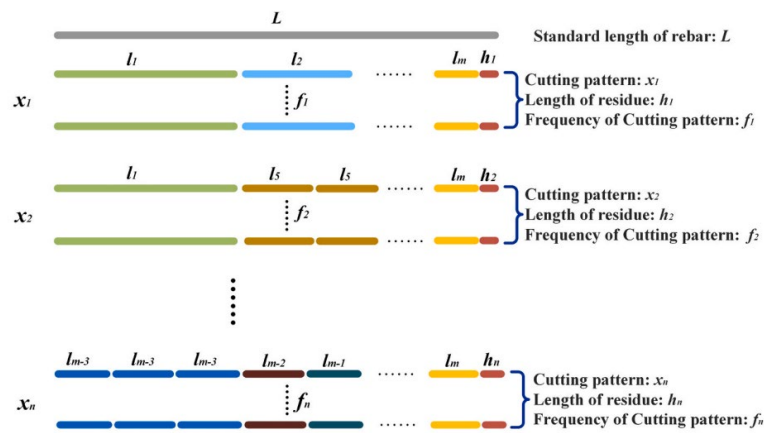 L
Standard length of rebar: L
l1 l2 ...... lm h1
x1
f1
Cutting pattern: x1
Length of residue: h1
Frequency of Cutting pattern: f1
......
l1 l5 l5 lm h2
......
x2
f2
Cutting pattern: x2
Length of residue: h2
Frequency of Cutting pattern: f2
......
lm-3 lm-3 lm-3 lm-2 lm-1 lm hn
......
xn
fn
Cutting pattern: xn
Length of residue: hn
Frequency of Cutting pattern: fn
......